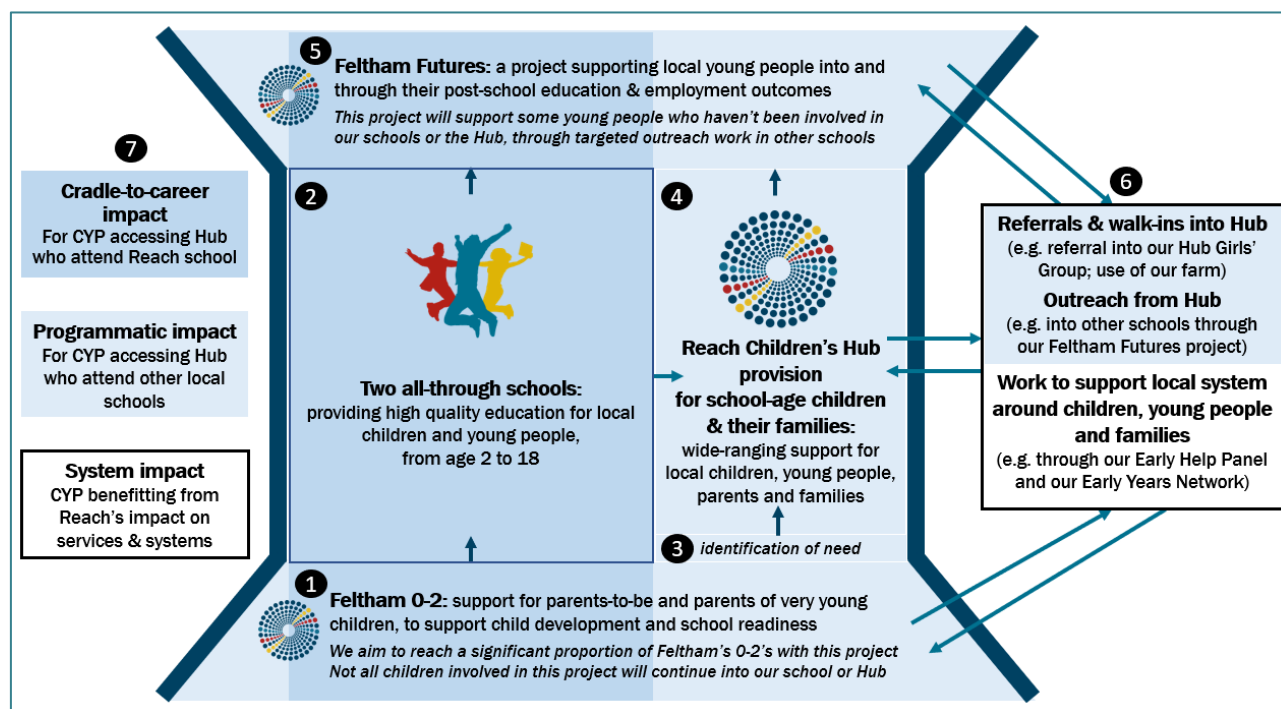 5
Feltham Futures: a project supporting local young people into and
through their post-school education & employment outcomes
This project will support some young people who haven't been involved in
our schools or the Hub, through targeted outreach work in other schools
7
Cradle-to-career
impact
For CYP accessing Hub
who attend Reach school
Programmatic impact
For CYP accessing Hub
who attend other local
schools
System impact
CYP benefitting from
Reach's impact on
services & systems
2
Two all-through schools:
providing high quality education for local
children and young people,
from age 2 to 18
4
Reach Children's Hub
provision
for school-age children
& their families:
wide-ranging support for
local children, young people,
parents and families
3
identification of need
6
Referrals & walk-ins into Hub
(e.g. referral into our Hub Girls'
Group; use of our farm)
Outreach from Hub
(e.g. into other schools through
our Feltham Futures project)
Work to support local system
around children, young people
and families
(e.g. through our Early Help Panel
and our Early Years Network)
1
Feltham 0-2: support for parents-to-be and parents of very young
children, to support child development and school readiness
We aim to reach a significant proportion of Feltham's 0-2's with this project
Not all children involved in this project will continue into our school or Hub